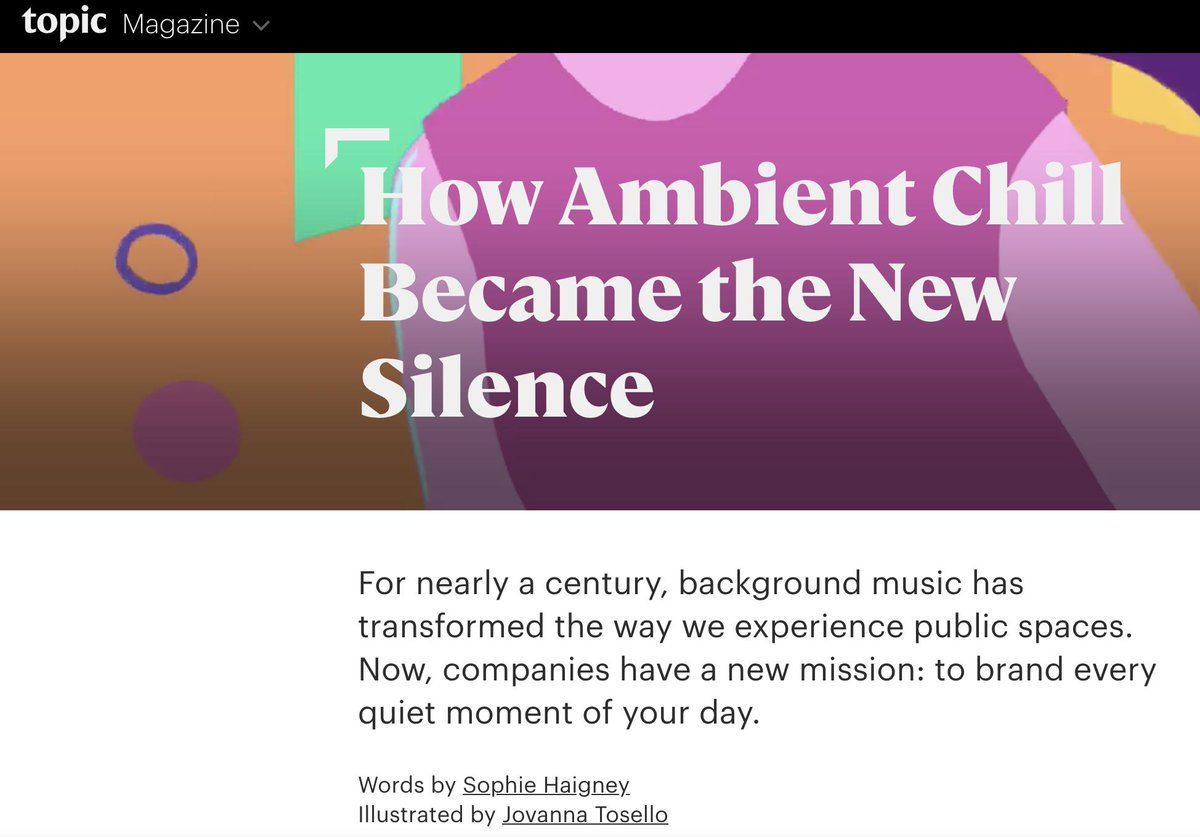 topic Magazine
How Ambient Chill
Became the New
Silence
For nearly a century, background music has
transformed the way we experience public spaces.
Now, companies have a new mission: to brand every
quiet moment of your day.
Words by Sophie Haigney
Illustrated by Jovanna Tosello